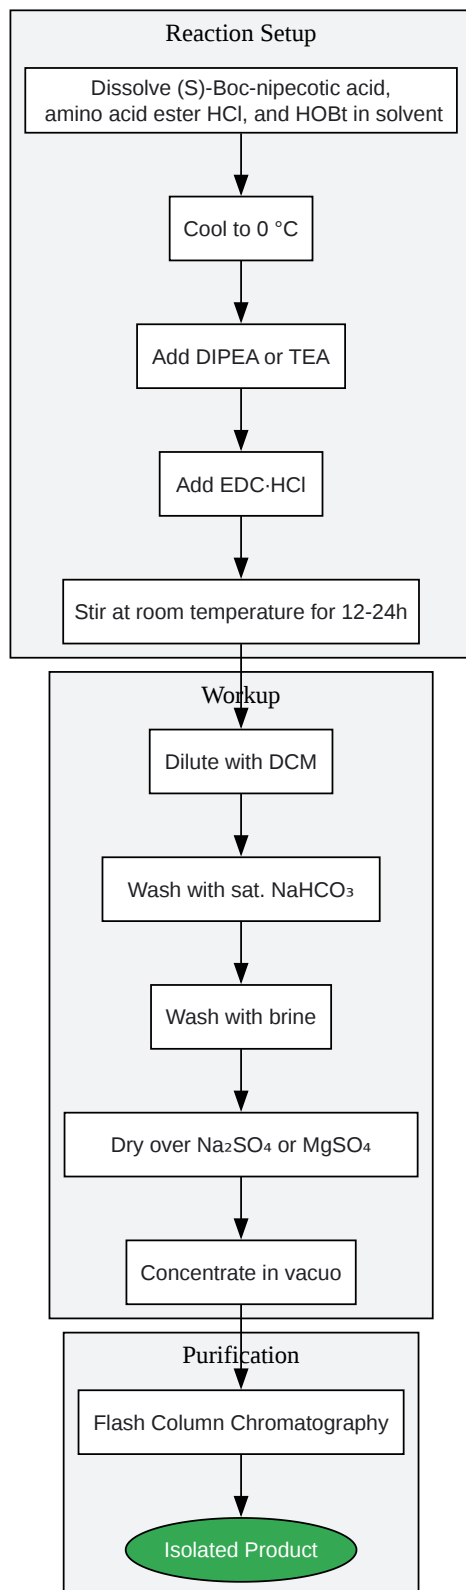 Reaction Setup
Dissolve (S)-Boc-nipecotic acid,
amino acid ester HCl, and HOBt in solvent
Cool to 0 °C
Add DIPEA or TEA
Add EDC·HCl
Stir at room temperature for 12-24h
Workup
Dilute with DCM
Wash with sat. NaHCO₃
Wash with brine
Dry over Na₂SO₄ or MgSO₄
Concentrate in vacuo
Purification
Flash Column Chromatography
Isolated Product